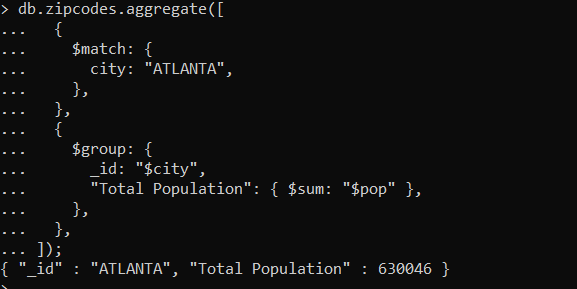 > db.zipcodes.aggregate([
...   {
...     $match: {
...       city: "ATLANTA",
...     },
...   },
...   {
...     $group: {
...       _id: "$city",
...       "Total Population": { $sum: "$pop" },
...     },
...   },
... ]);
{ "_id" : "ATLANTA", "Total Population" : 630046 }
>